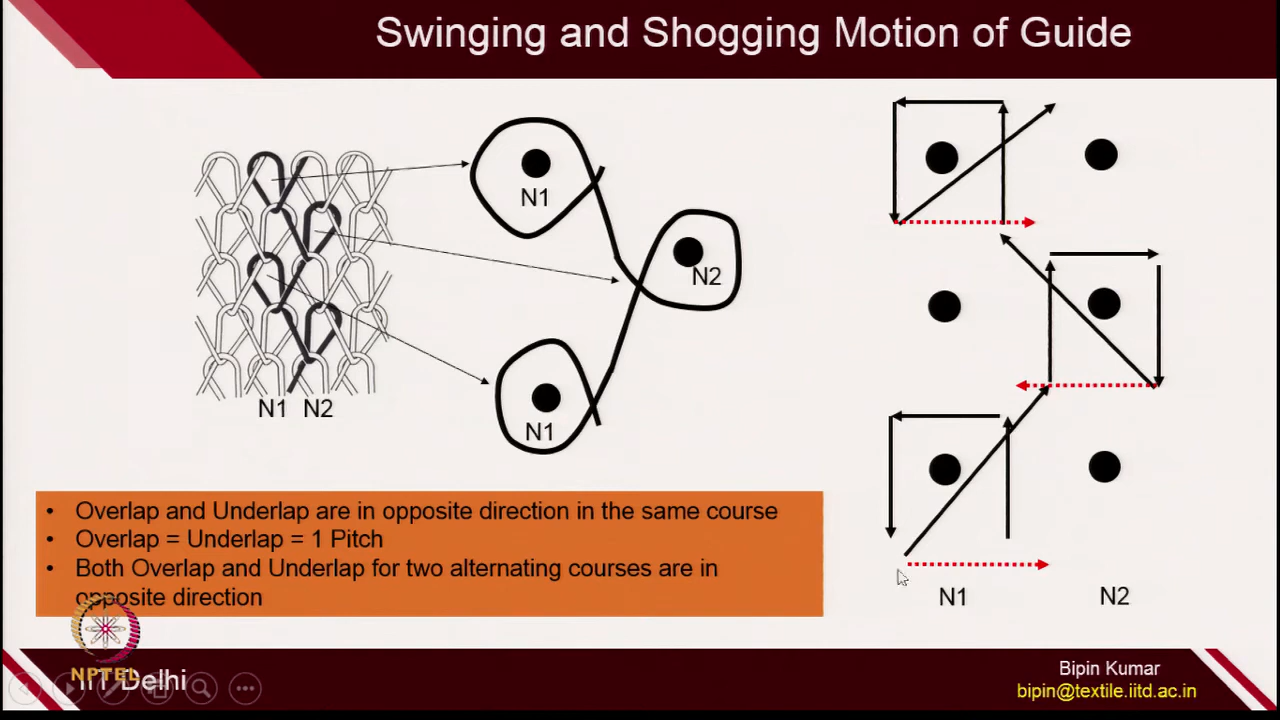 Swinging and Shogging Motion of Guide
N1
N2
N1
N1 N2
N1 N2
• Overlap and Underlap are in opposite direction in the same course
• Overlap = Underlap = 1 Pitch
• Both Overlap and Underlap for two alternating courses are in
opposite direction
NPTEL
IIT Delhi
Bipin Kumar
bipin@textile.iitd.ac.in